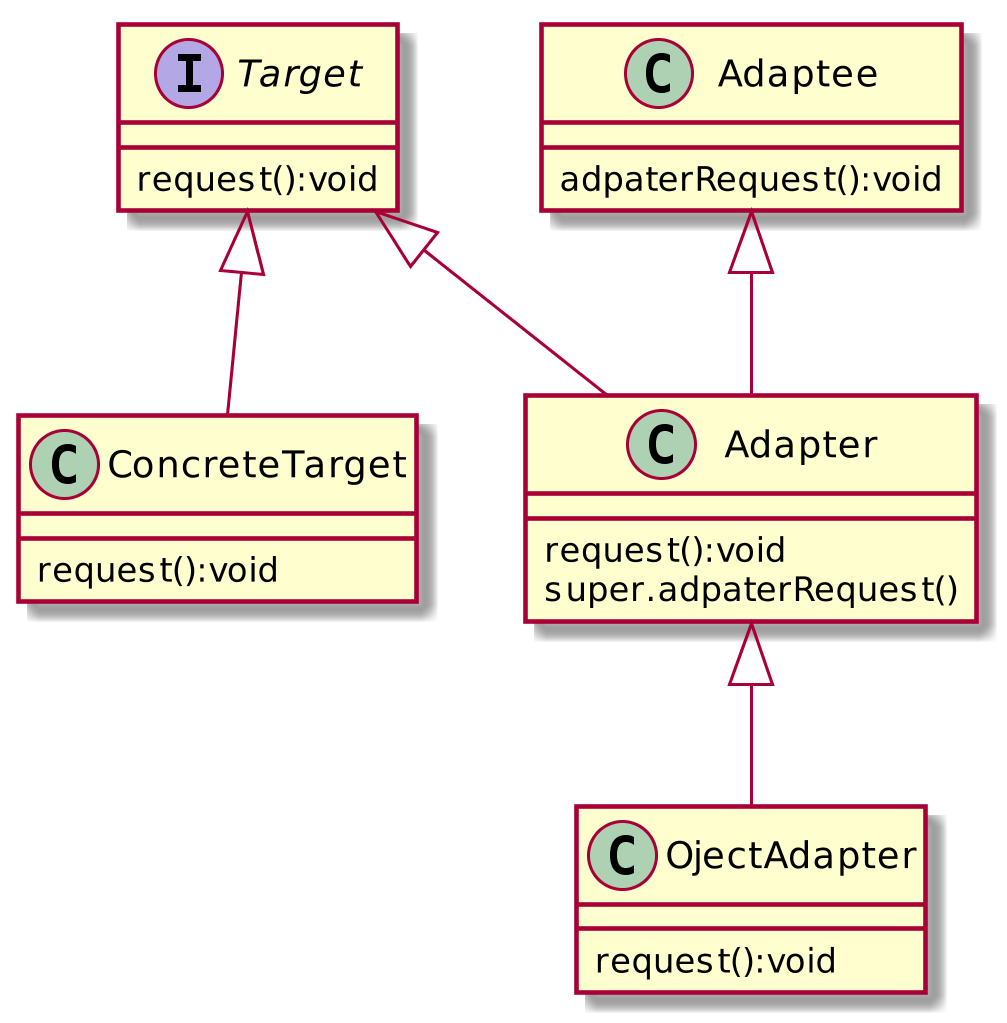 I Target
request():void
C Adaptee
adpaterRequest():void
C ConcreteTarget
request():void
C Adapter
request():void
super.adpaterRequest()
C OjectAdapter
request():void